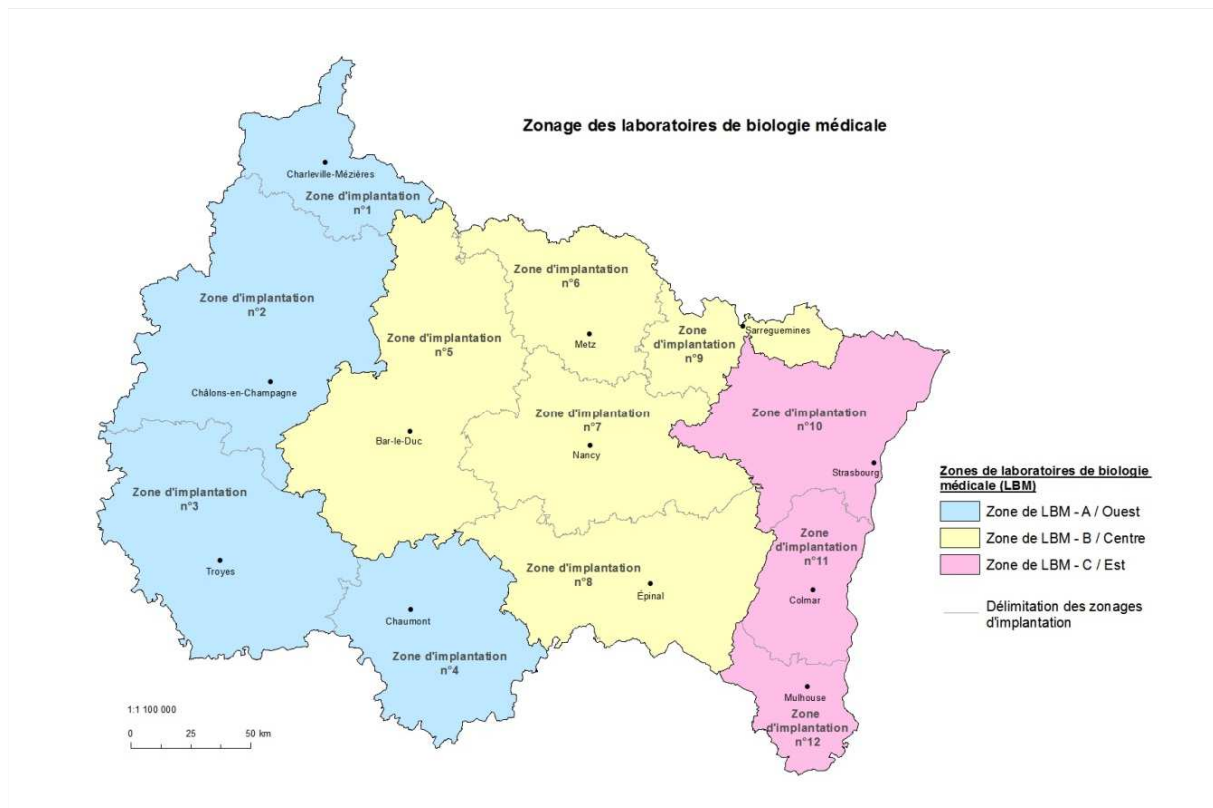 Zonage des laboratoires de biologie médicale
Charleville-Mézières
Zone d'implantation
n°1
Zone d'implantation
n°2
Châlons-en-Champagne
Zone d'implantation
n°3
Troyes
Chaumont
Zone d'implantation
n°4
Zone d'implantation
n°5
Bar-le-Duc
Zone d'implantation
n°6
Metz
Zone d'implantation
n°7
Nancy
Zone d'implantation
n°8
Épinal
Zone
d'implantation
n°9
Sarreguemines
Zone d'implantation
n°10
Strasbourg
Zone
d'implantation
n°11
Colmar
Mulhouse
Zone
d'implantation
n°12
Zones de laboratoires de biologie
médicale (LBM)
Zone de LBM - A / Ouest
Zone de LBM - B / Centre
Zone de LBM - C / Est
Délimitation des zonages
d'implantation
1:1 100 000
0 25 50 km